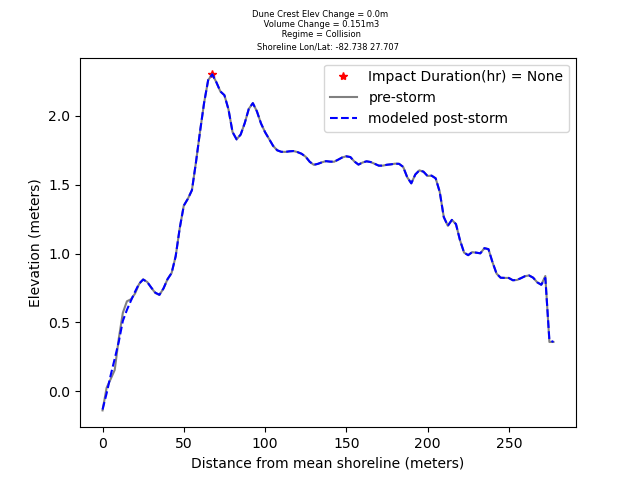 Dune Crest Elev Change = 0.0m
Volume Change = 0.151m3
Regime = Collision
Shoreline Lon/Lat: -82.738 27.707
Impact Duration(hr) = None
pre-storm
modeled post-storm
Elevation (meters)
2.0
1.5
1.0
0.5
0.0
0 50 100 150 200 250
Distance from mean shoreline (meters)